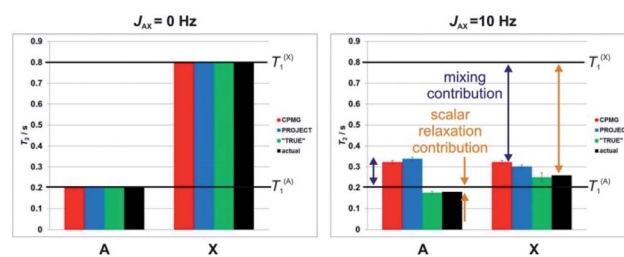 J_AX = 0 Hz
J_AX = 10 Hz
0.9
0.8
0.7
0.6
0.5
0.4
0.3
0.2
0.1
0
T₂ / s
T₁^(X)
T₁^(A)
CPMG
PROJECT
"TRUE"
actual
A
X
0.9
0.8
0.7
0.6
0.5
0.4
0.3
0.2
0.1
0
mixing
contribution
scalar
relaxation
contribution
T₁^(X)
T₁^(A)
CPMG
PROJECT
"TRUE"
actual
A
X